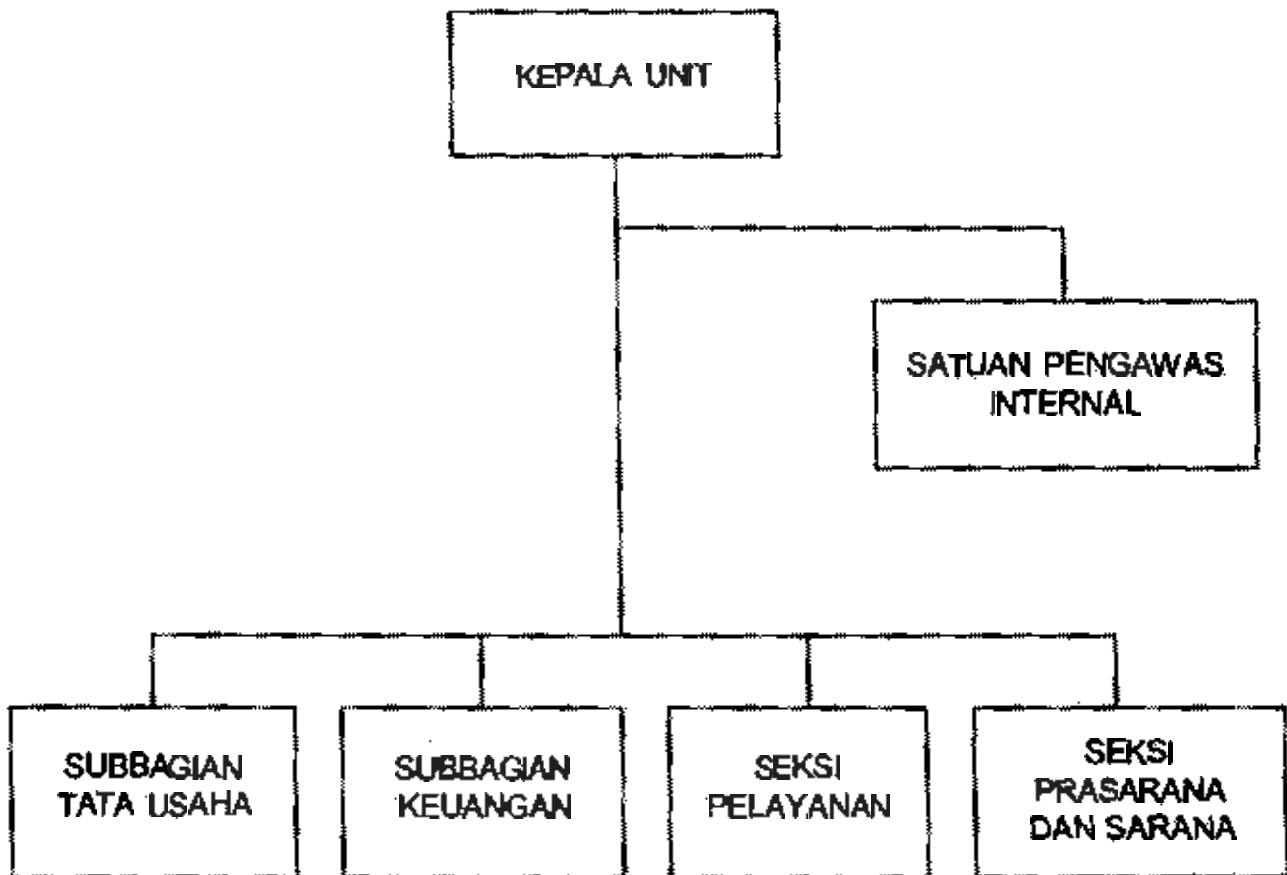 KEPALA UNIT
SATUAN PENGAWAS
INTERNAL
SUBBAGIAN
TATA USAHA
SUBBAGIAN
KEUANGAN
SEKSI
PELAYANAN
SEKSI
PRASARANA
DAN SARANA